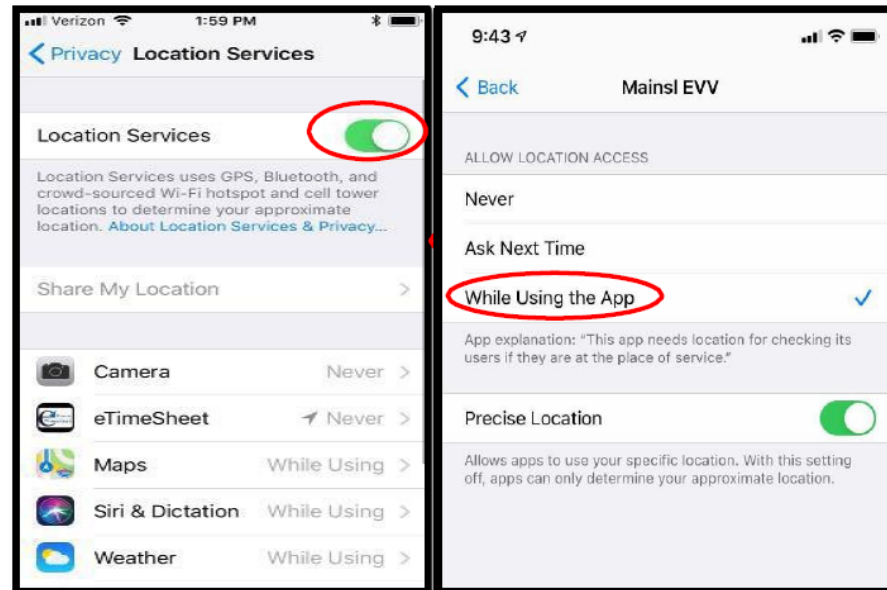 Verizon 1:59 PM
Privacy Location Services
Location Services
Location Services uses GPS, Bluetooth, and
crowd-sourced Wi-Fi hotspot and cell tower
locations to determine your approximate
location. About Location Services & Privacy...
Share My Location
Camera Never
eTimeSheet Never
Maps While Using
Siri & Dictation While Using
Weather While Using
9:43
Back Mainsl EVV
ALLOW LOCATION ACCESS
Never
Ask Next Time
While Using the App
App explanation: “This app needs location for checking its
users if they are at the place of service.”
Precise Location
Allows apps to use your specific location. With this setting
off, apps can only determine your approximate location.